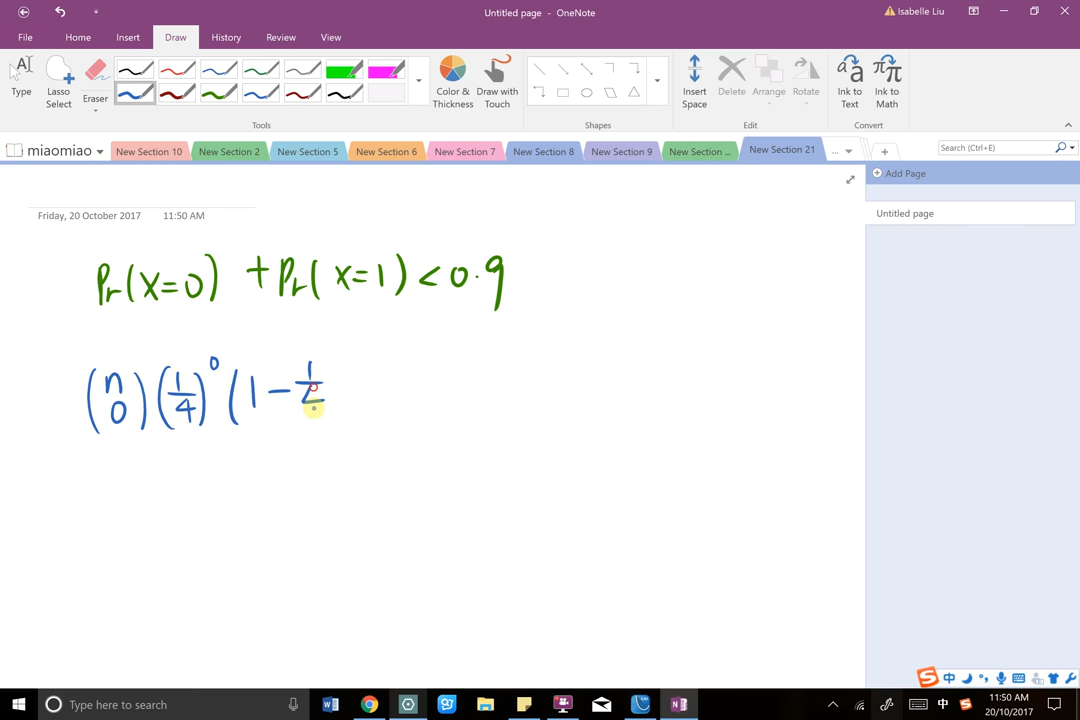 Untitled page - OneNote
Isabelle Liu
File Home Insert Draw History Review View
Type
Lasso Select
Eraser
Color & Thickness
Draw with Touch
Insert Space
Delete
Arrange
Rotate
Ink to Text
Ink to Math
Tools
Shapes
Edit
Convert
miaomiao
New Section 10
New Section 2
New Section 5
New Section 6
New Section 7
New Section 8
New Section 9
New Section ...
New Section 21
...
Search (Ctrl+E)
Add Page
Untitled page
Friday, 20 October 2017 11:50 AM
Pr(X=0) + Pr(X=1) < 0.9
(n 0) (1/4)^0 (1 - 1/
中
Type here to search
中
11:50 AM
20/10/2017